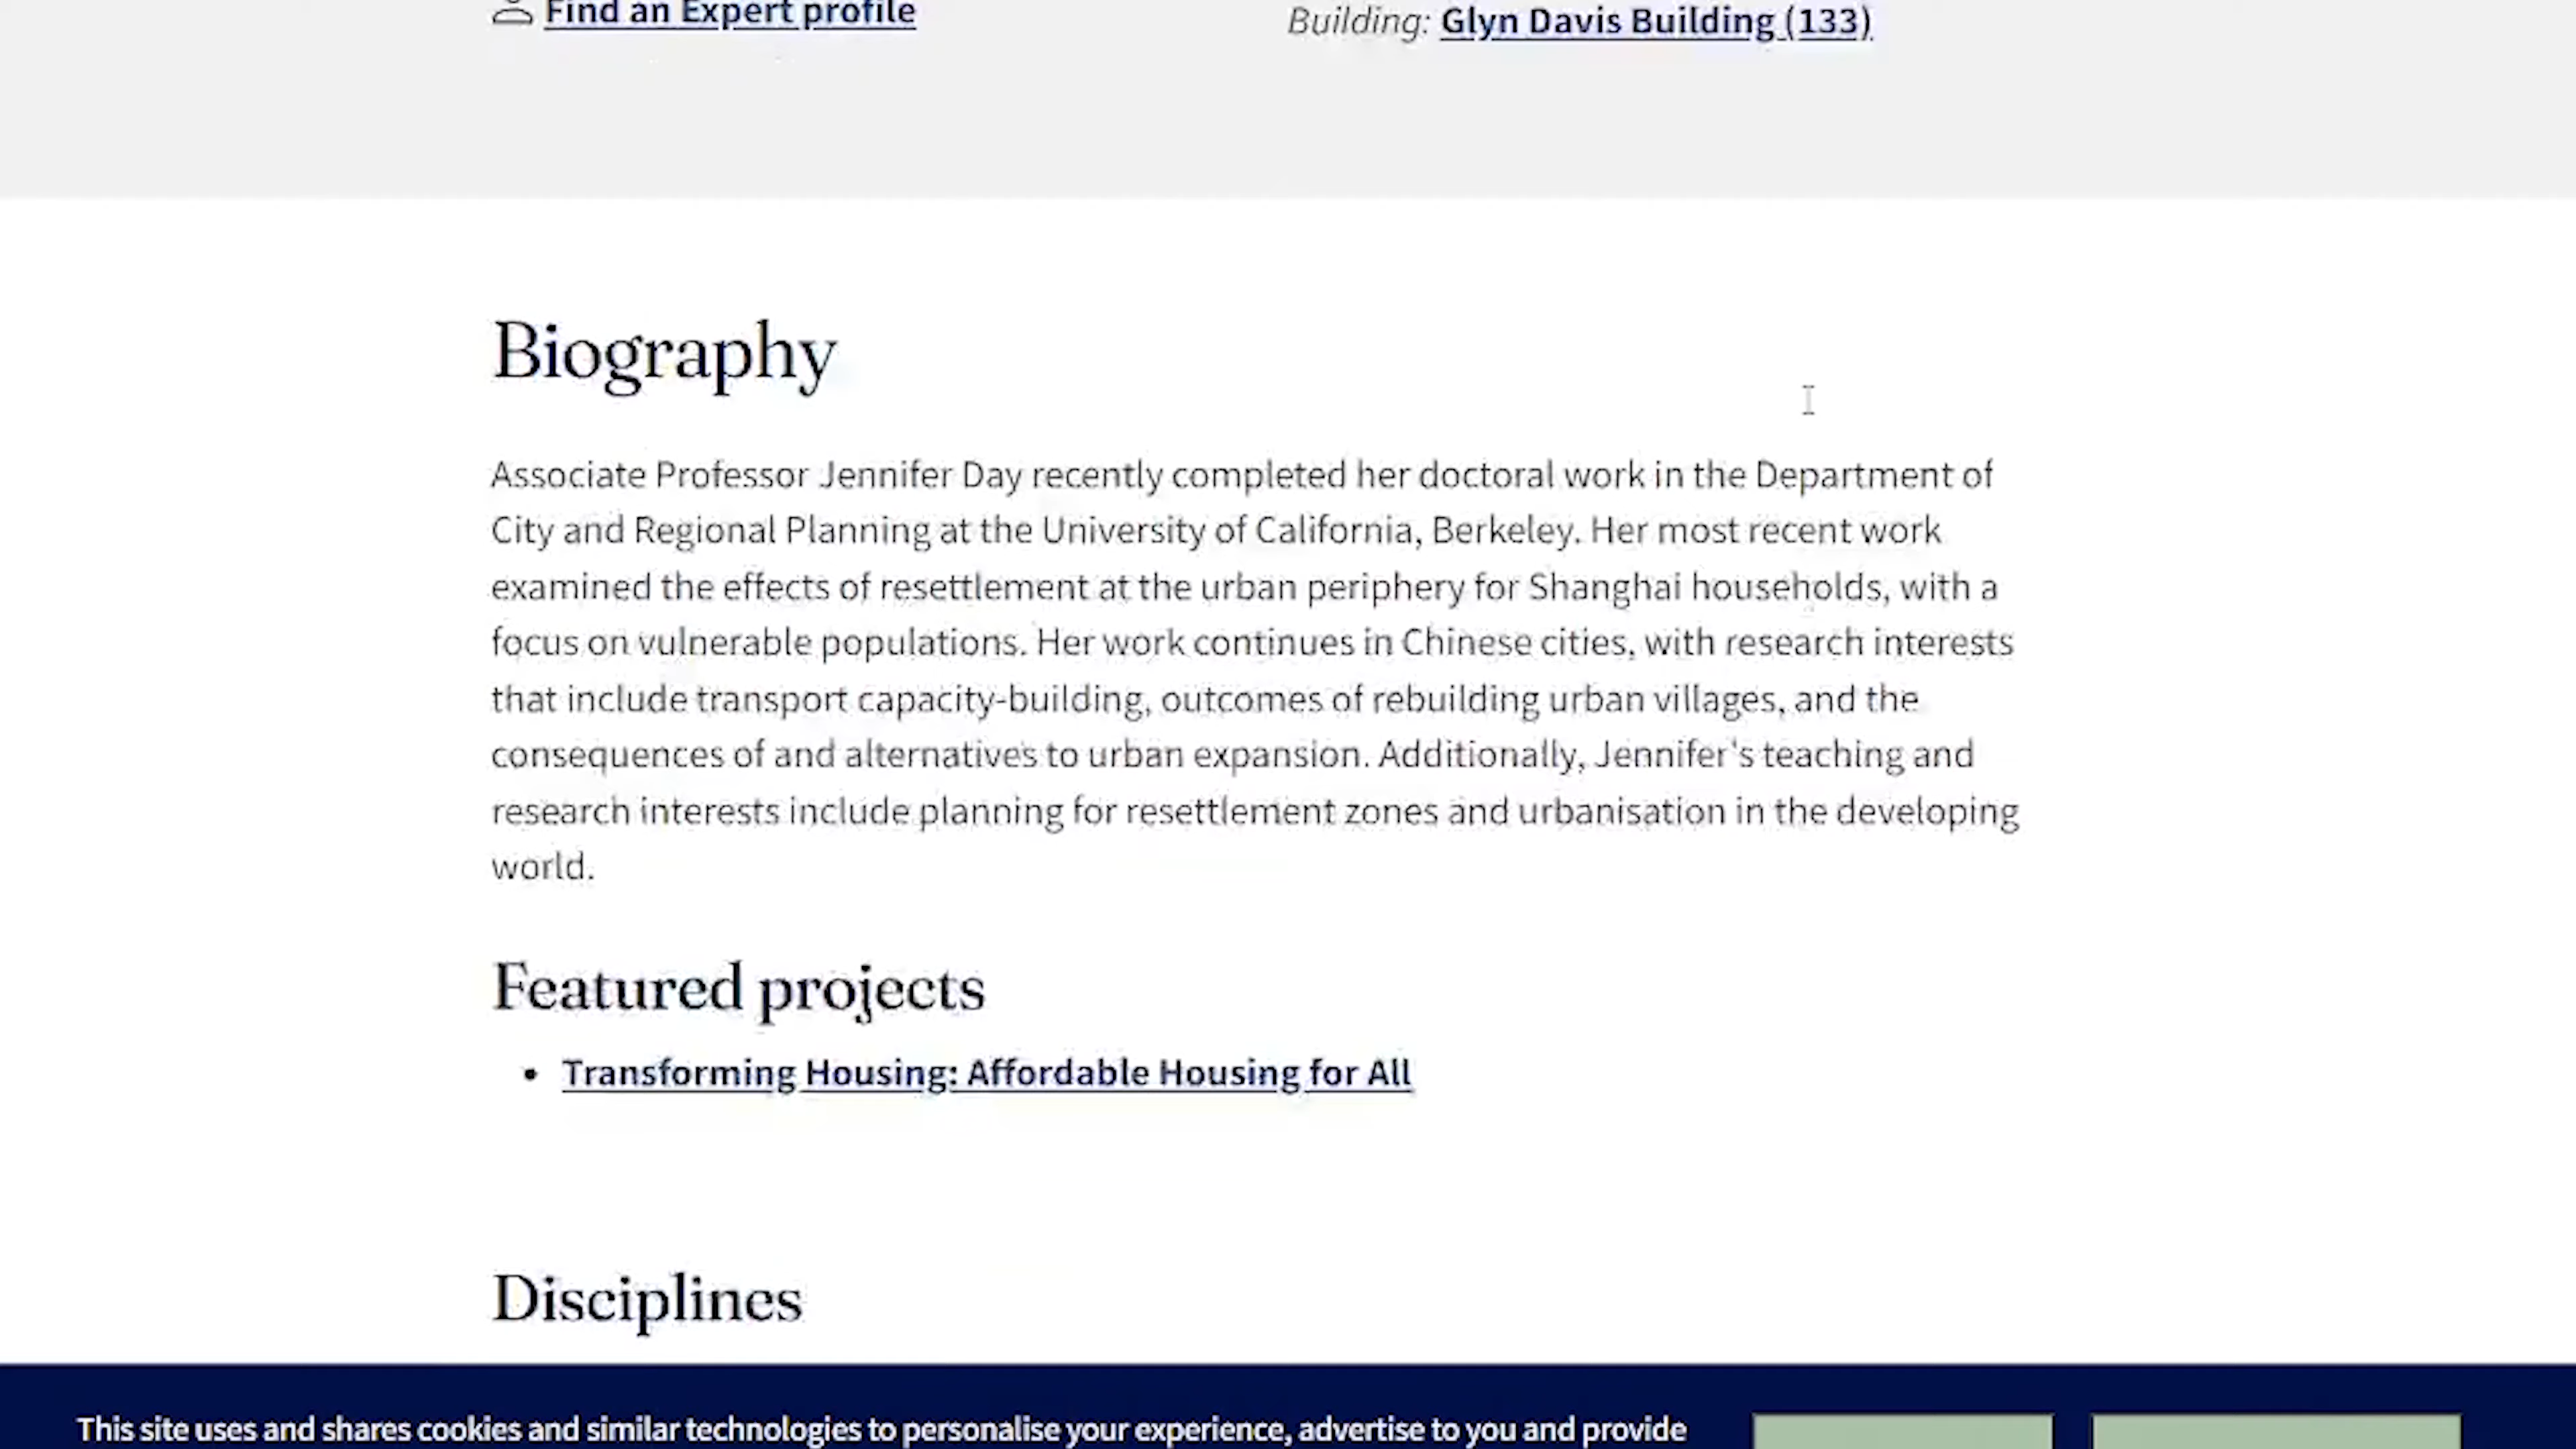 Find an Expert profile
Building: Glyn Davis Building (133)
Biography
Associate Professor Jennifer Day recently completed her doctoral work in the Department of
City and Regional Planning at the University of California, Berkeley. Her most recent work
examined the effects of resettlement at the urban periphery for Shanghai households, with a
focus on vulnerable populations. Her work continues in Chinese cities, with research interests
that include transport capacity-building, outcomes of rebuilding urban villages, and the
consequences of and alternatives to urban expansion. Additionally, Jennifer's teaching and
research interests include planning for resettlement zones and urbanisation in the developing
world.
Featured projects
• Transforming Housing: Affordable Housing for All
Disciplines
This site uses and shares cookies and similar technologies to personalise your experience, advertise to you and provide